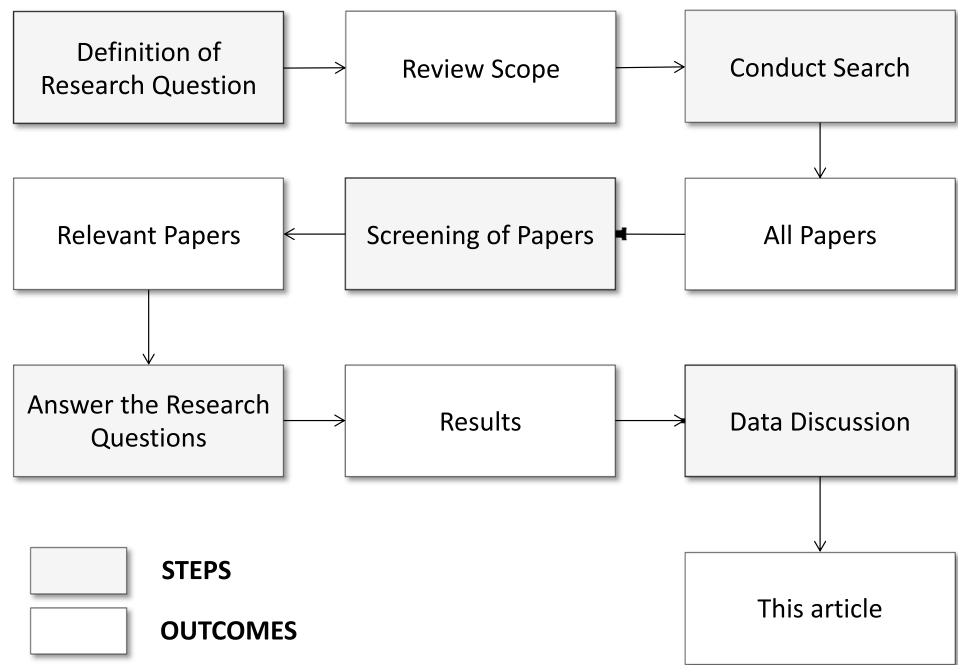 Definition of
Research Question
Review Scope
Conduct Search
Relevant Papers
Screening of Papers
All Papers
Answer the Research
Questions
Results
Data Discussion
STEPS
This article
OUTCOMES